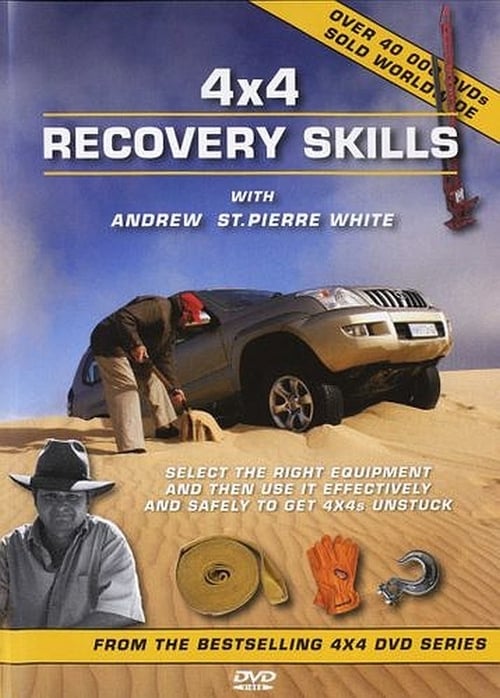 OVER 40 000 DVDs
SOLD WORLDWIDE
4x4
RECOVERY SKILLS
WITH
ANDREW ST.PIERRE WHITE
SELECT THE RIGHT EQUIPMENT
AND THEN USE IT EFFECTIVELY
AND SAFELY TO GET 4X4s UNSTUCK
FROM THE BESTSELLING 4X4 DVD SERIES
DVD
VIDEO